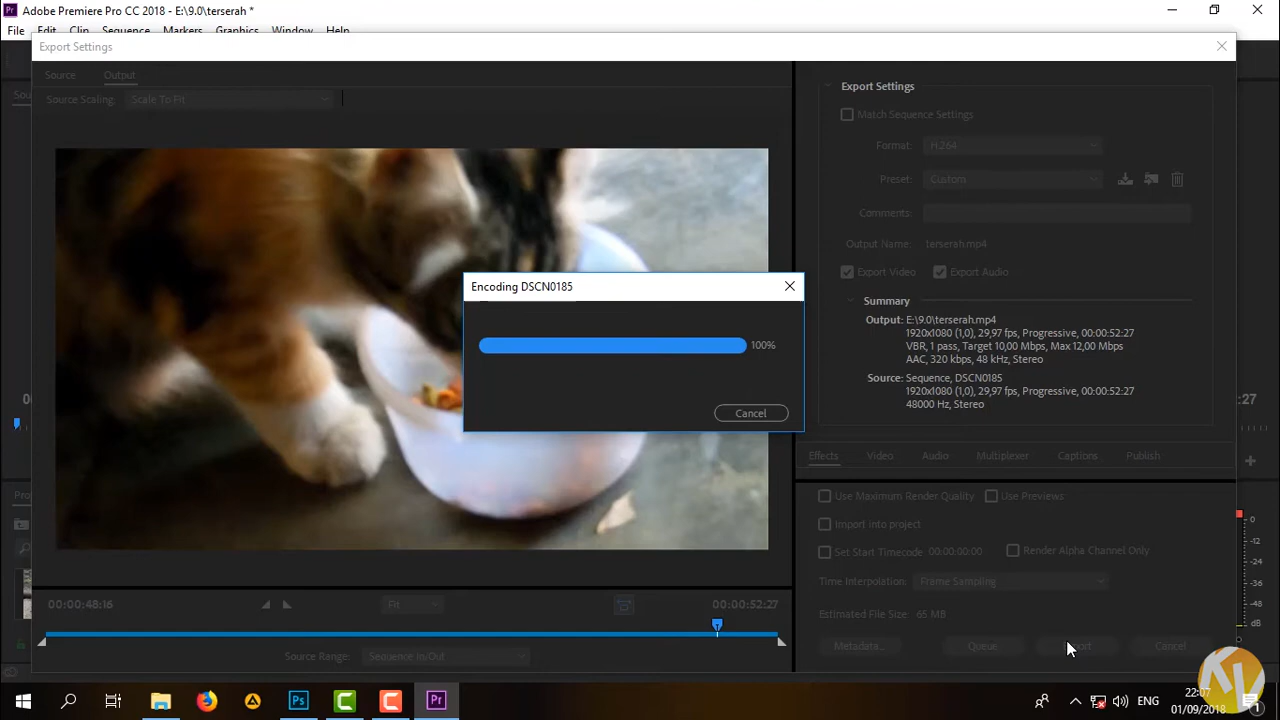 Adobe Premiere Pro CC 2018 - E:\9.0\terserah *
File Edit Clip Sequence Markers Graphics Window Help
Export Settings
Source Output
Source Scaling: Scale To Fit
Export Settings
Match Sequence Settings
Format: H.264
Preset: Custom
Comments:
Output Name: terserah.mp4
Export Video Export Audio
Encoding DSCN0185
100%
Cancel
Summary
Output: E:\9.0\terserah.mp4
1920x1080 (1,0), 29,97 fps, Progressive, 00:00:52:27
VBR, 1 pass, Target 10,00 Mbps, Max 12,00 Mbps
AAC, 320 kbps, 48 kHz, Stereo
Source: Sequence, DSCN0185
1920x1080 (1,0), 29,97 fps, Progressive, 00:00:52:27
48000 Hz, Stereo
:27
Effects Video Audio Multiplexer Captions Publish
Use Maximum Render Quality Use Previews
Import into project
Set Start Timecode 00:00:00:00 Render Alpha Channel Only
Time Interpolation: Frame Sampling
Estimated File Size: 65 MB
Metadata... Queue Export Cancel
00:00:48:16 Fit 00:00:52:27
Source Range: Sequence In/Out
0
-12
-24
-36
-48
dB
ENG
22:07
01/09/2018
1